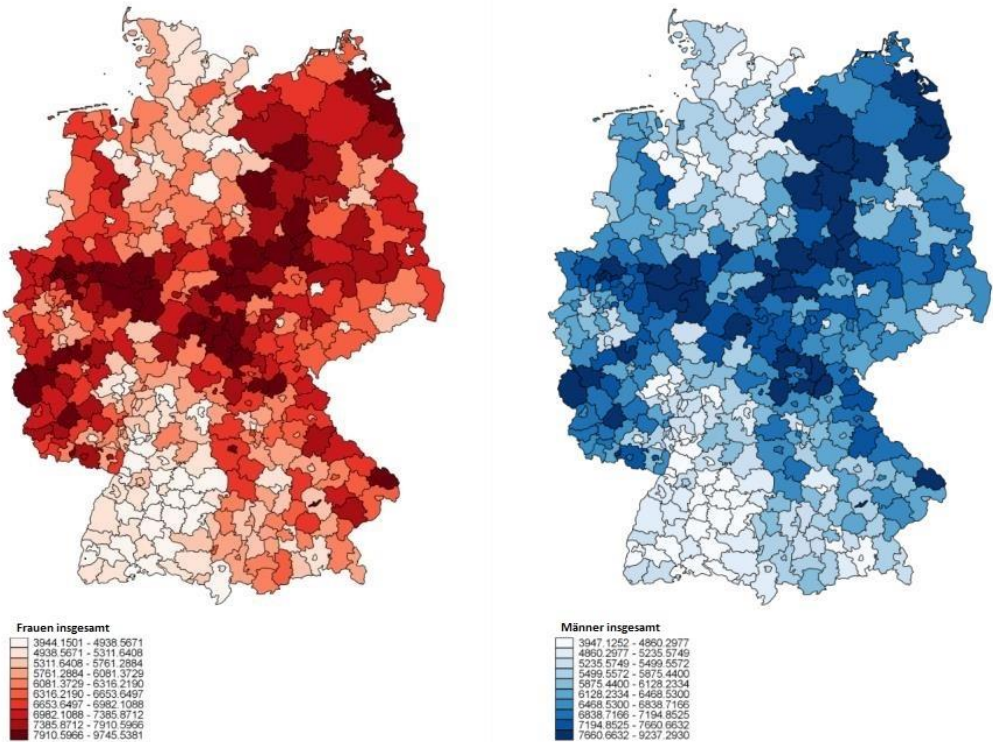 Frauen insgesamt
3944.1501 - 4938.5671
4938.5671 - 5311.6408
5311.6408 - 5761.2884
5761.2884 - 6081.3729
6081.3729 - 6316.2190
6316.2190 - 6653.6497
6653.6497 - 6982.1088
6982.1088 - 7385.8712
7385.8712 - 7910.5966
7910.5966 - 9745.5381
Männer insgesamt
3947.1252 - 4860.2977
4860.2977 - 5235.5749
5235.5749 - 5499.5572
5499.5572 - 5875.4400
5875.4400 - 6128.2334
6128.2334 - 6468.5300
6468.5300 - 6838.7166
6838.7166 - 7194.8525
7194.8525 - 7660.6632
7660.6632 - 9237.2930